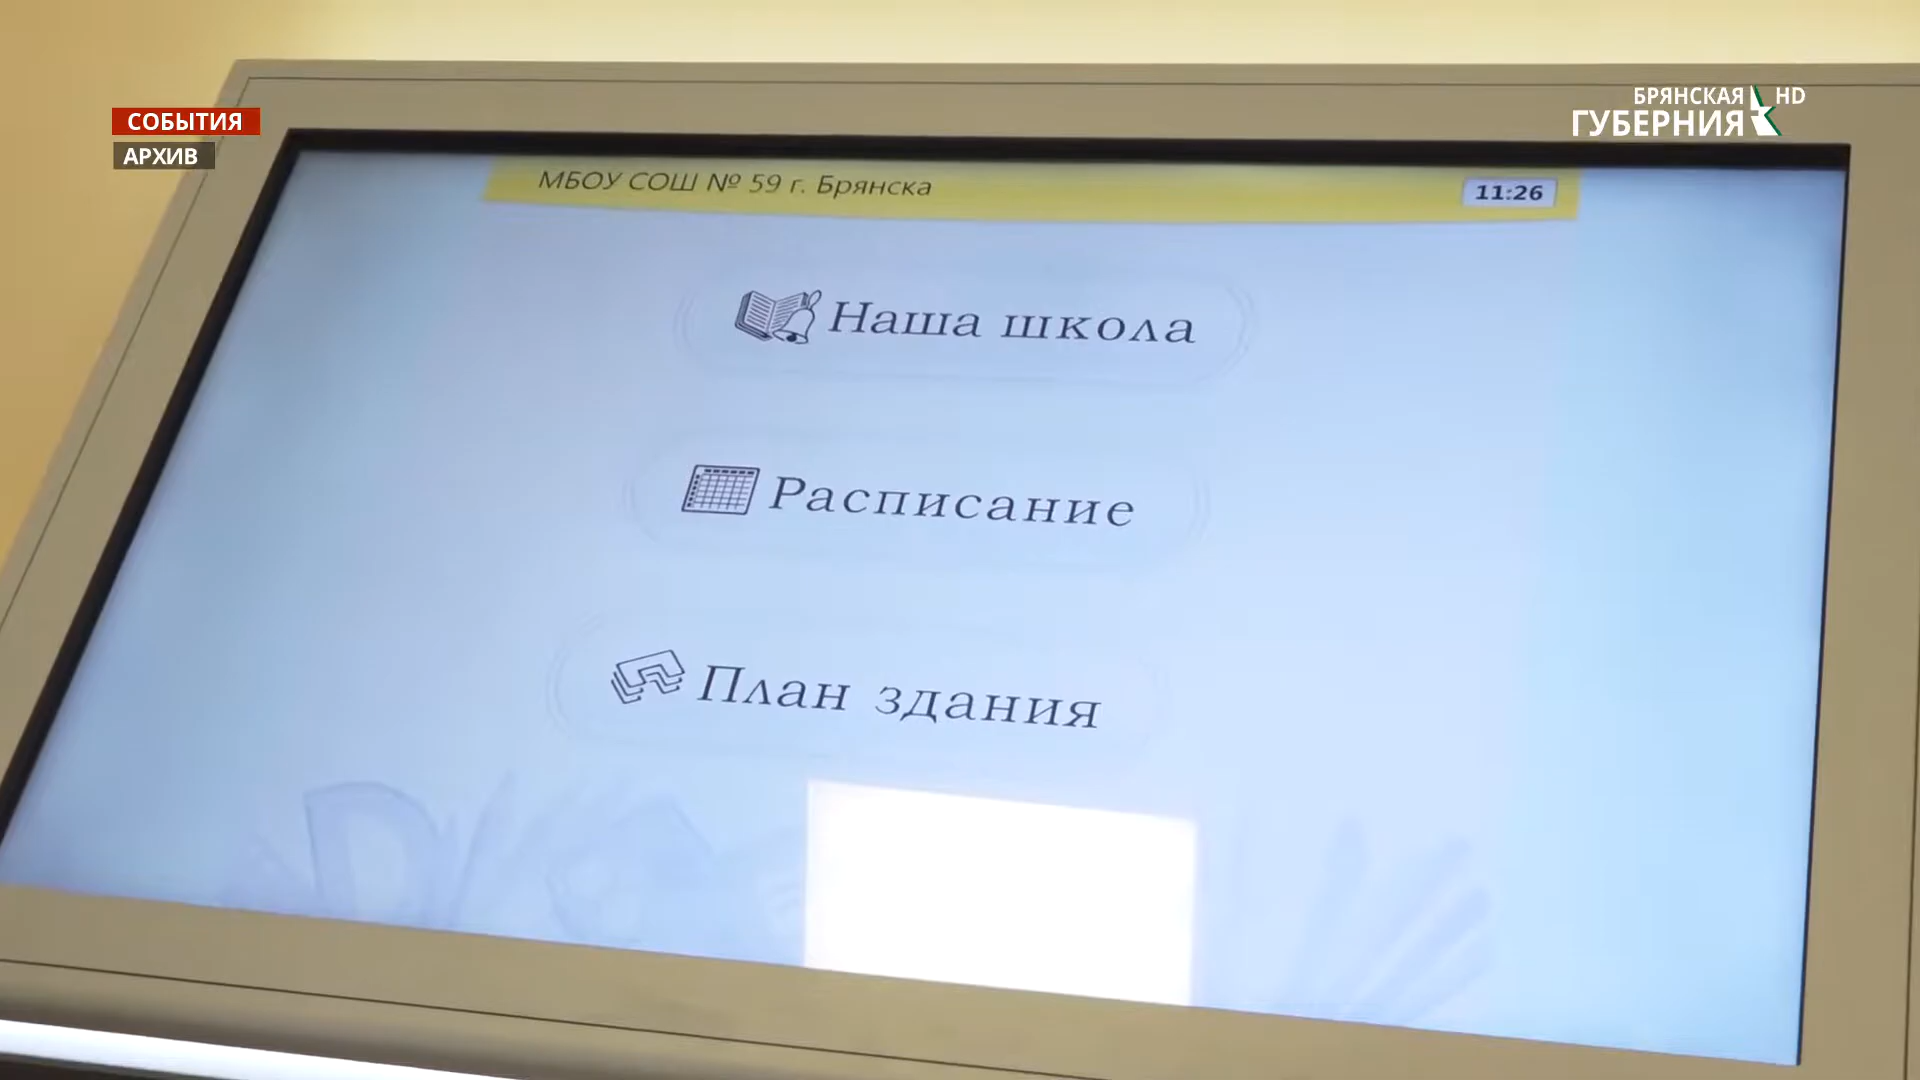 СОБЫТИЯ
АРХИВ
БРЯНСКАЯ HD
ГУБЕРНИЯ
МБОУ СОШ № 59 г. Брянска
11:26
Наша школа
Расписание
План здания